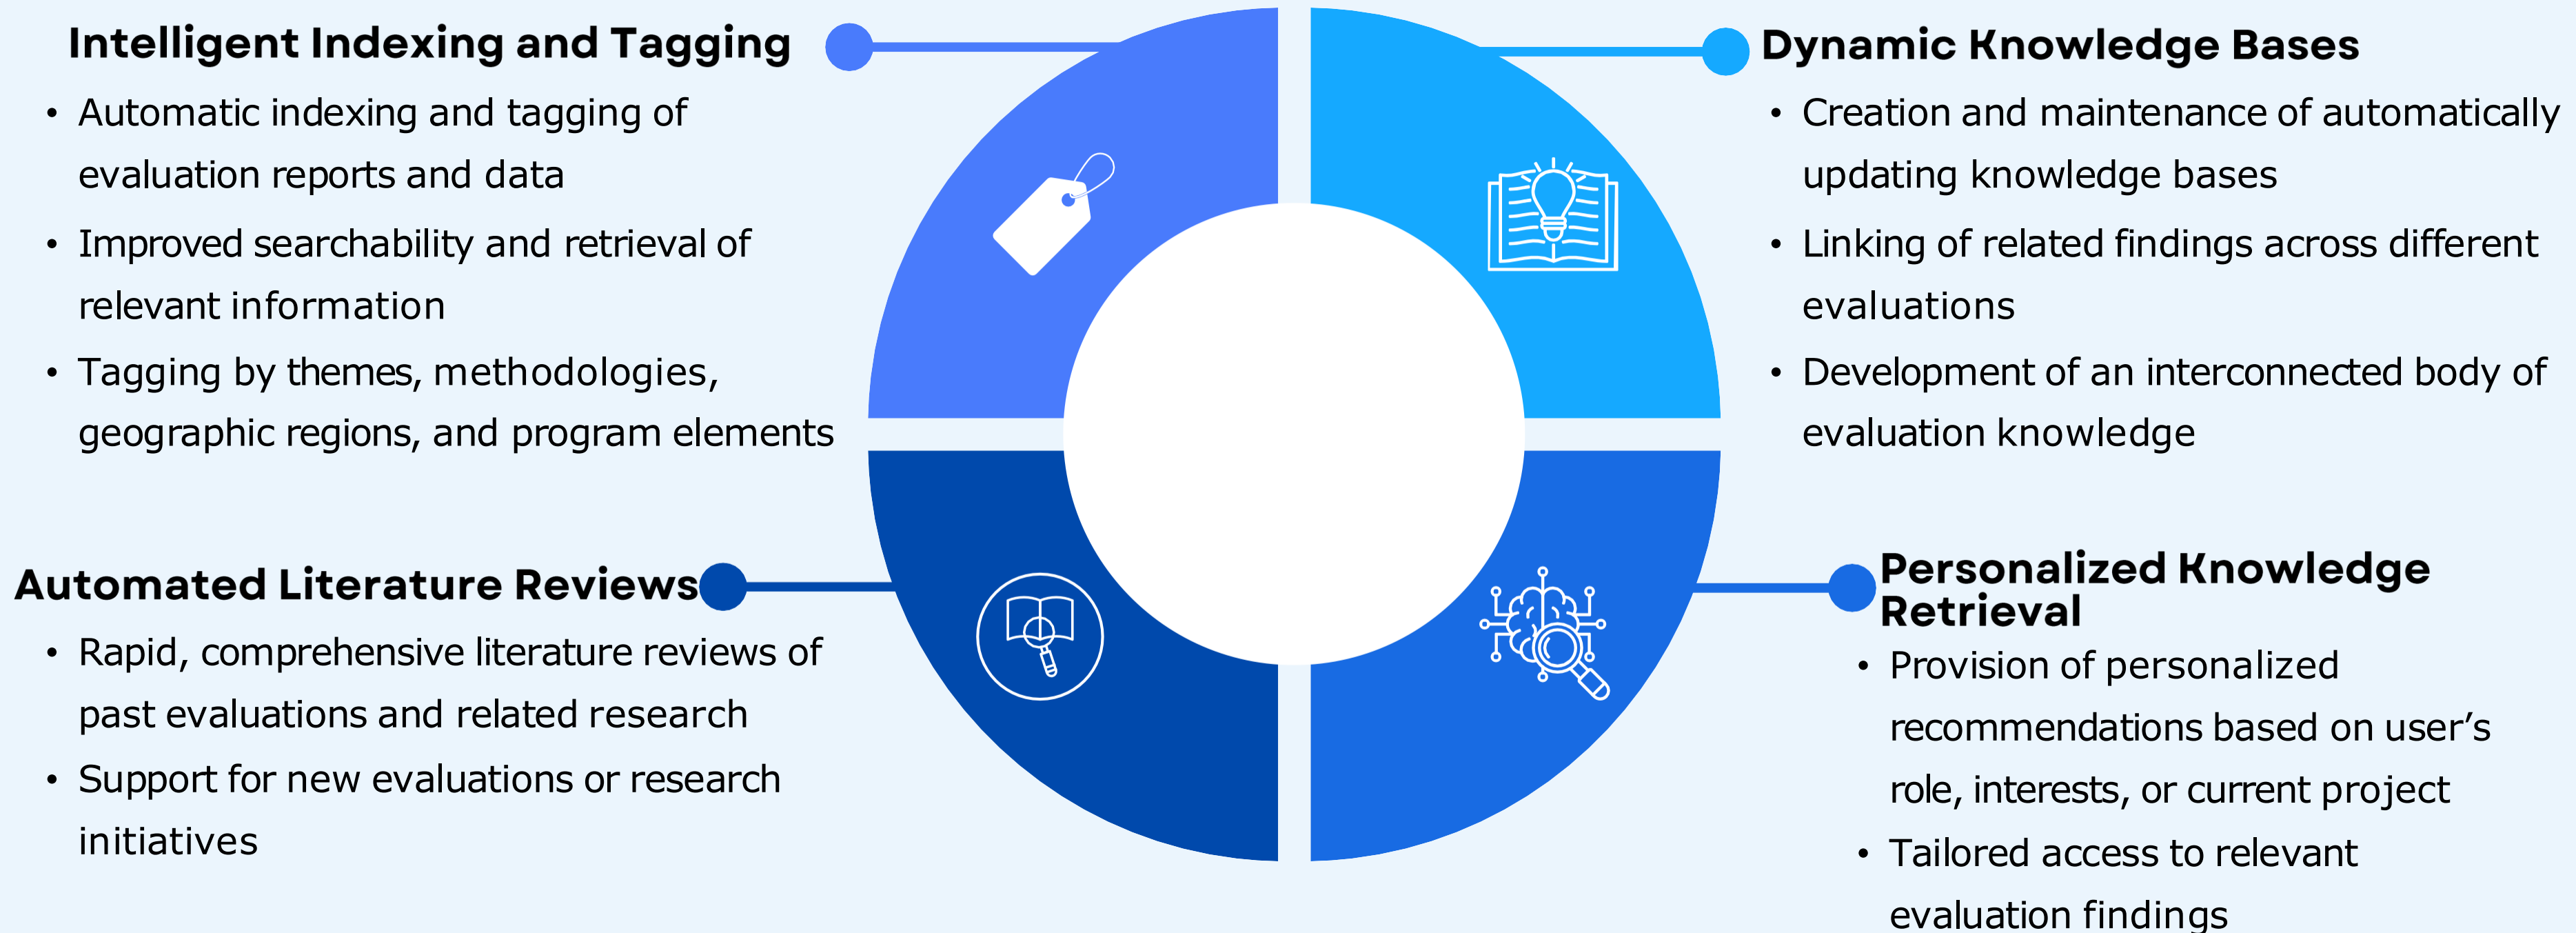 Intelligent Indexing and Tagging
• Automatic indexing and tagging of
evaluation reports and data
• Improved searchability and retrieval of
relevant information
• Tagging by themes, methodologies,
geographic regions, and program elements
Dynamic Knowledge Bases
• Creation and maintenance of automatically
updating knowledge bases
• Linking of related findings across different
evaluations
• Development of an interconnected body of
evaluation knowledge
Automated Literature Reviews
• Rapid, comprehensive literature reviews of
past evaluations and related research
• Support for new evaluations or research
initiatives
Personalized Knowledge
Retrieval
• Provision of personalized
recommendations based on user’s
role, interests, or current project
• Tailored access to relevant
evaluation findings